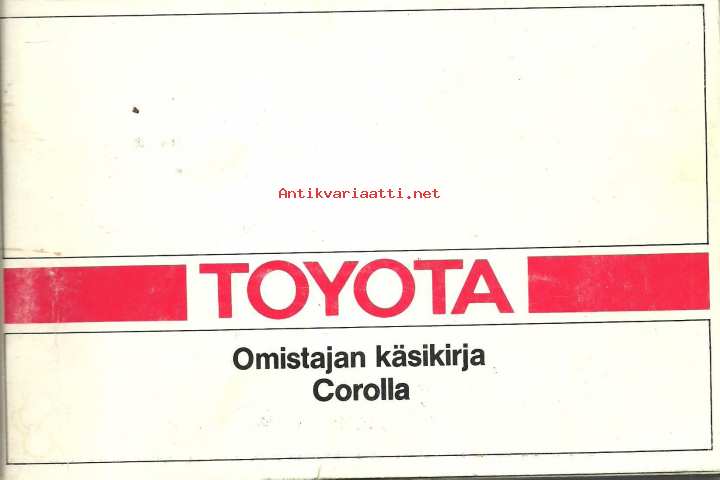 Antikvariaatti.net
TOYOTA
Omistajan käsikirja
Corolla